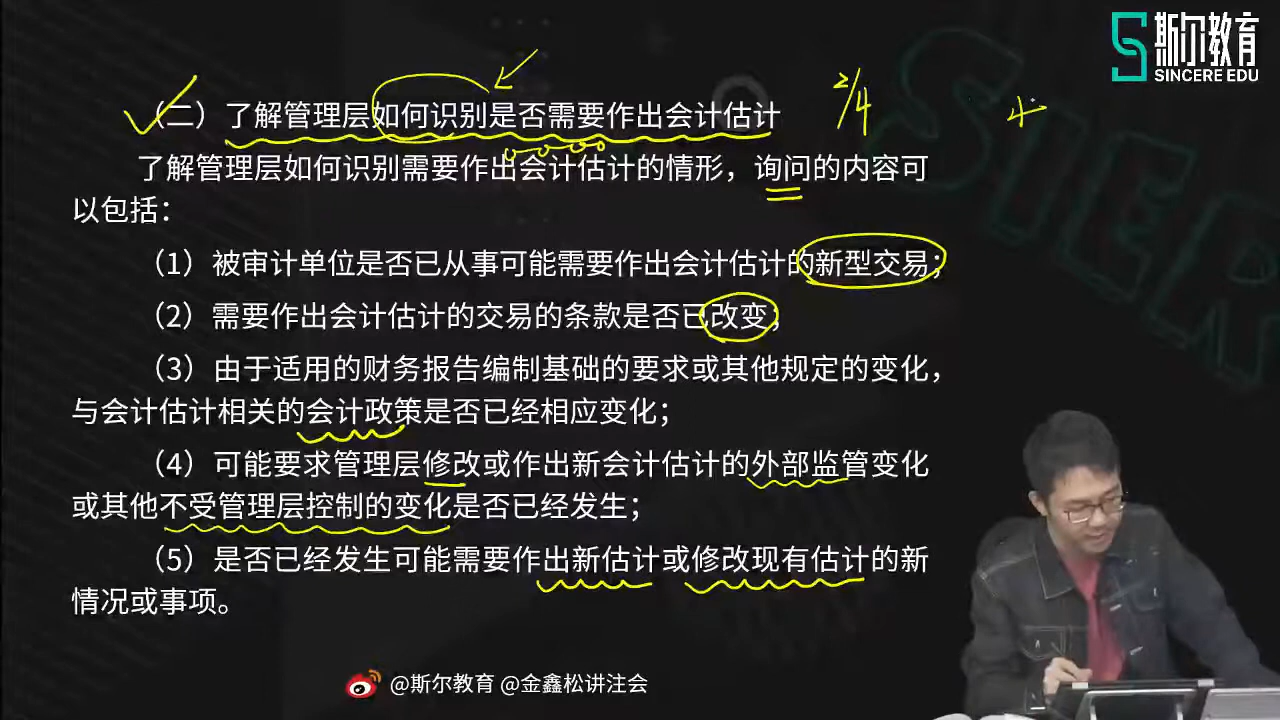 斯尔教育
SINCERE EDU
2/4
（二）了解管理层如何识别是否需要作出会计估计
了解管理层如何识别需要作出会计估计的情形，询问的内容可
以包括：
（1）被审计单位是否已从事可能需要作出会计估计的新型交易；
（2）需要作出会计估计的交易的条款是否已改变；
（3）由于适用的财务报告编制基础的要求或其他规定的变化，
与会计估计相关的会计政策是否已经相应变化；
（4）可能要求管理层修改或作出新会计估计的外部监管变化
或其他不受管理层控制的变化是否已经发生；
（5）是否已经发生可能需要作出新估计或修改现有估计的新
情况或事项。
@斯尔教育 @金鑫松讲注会